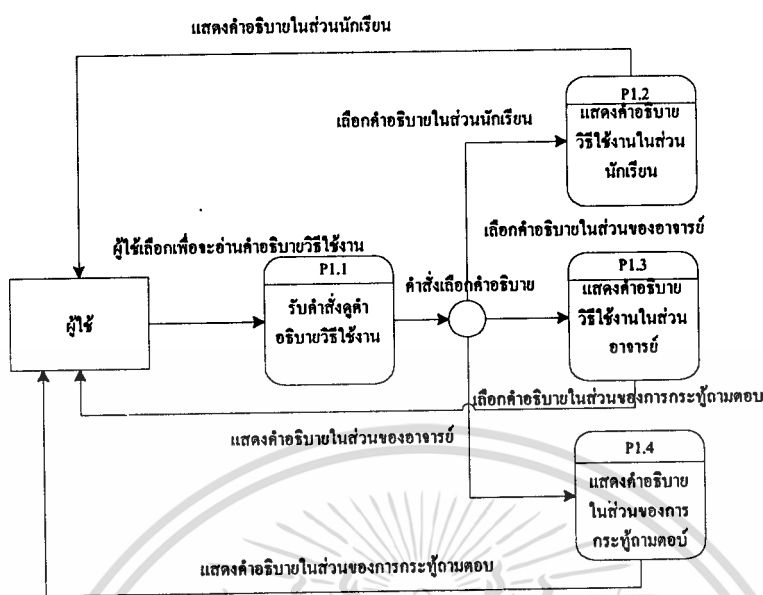 แสดงคำอธิบายในส่วนนักเรียน
P1.2
แสดงคำอธิบาย
วิธีใช้งานในส่วน
นักเรียน
เลือกคำอธิบายในส่วนนักเรียน
เลือกคำอธิบายในส่วนของอาจารย์
ผู้ใช้เลือกเพื่อจะอ่านคำอธิบายวิธีใช้งาน
P1.1
รับคำสั่งดูคำ
อธิบายวิธีใช้งาน
คำสั่งเลือกคำอธิบาย
P1.3
แสดงคำอธิบาย
วิธีใช้งานในส่วน
อาจารย์
ผู้ใช้
เลือกคำอธิบายในส่วนของการกระทู้ถามตอบ
แสดงคำอธิบายในส่วนของอาจารย์
P1.4
แสดงคำอธิบาย
ในส่วนของการ
กระทู้ถามตอบ
แสดงคำอธิบายในส่วนของการกระทู้ถามตอบ